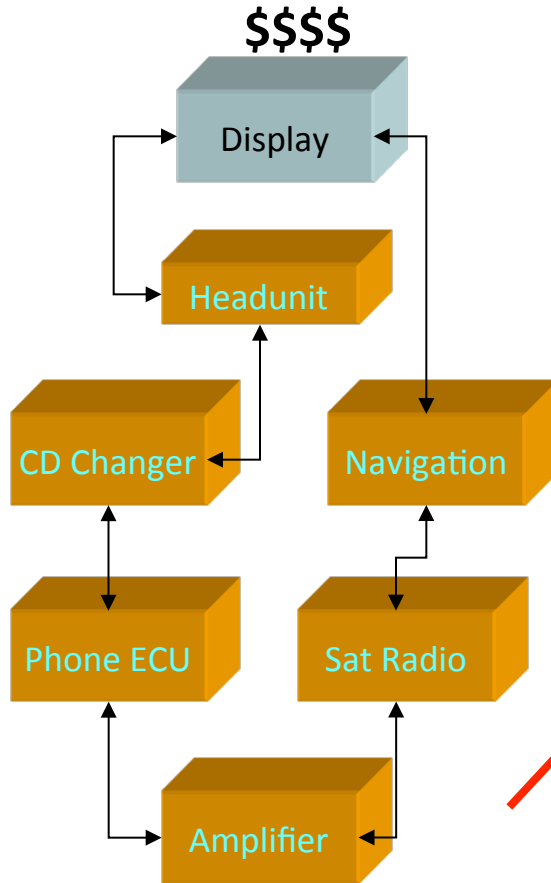 $$$$
Display
Headunit
CD Changer
Navigation
Phone ECU
Sat Radio
Amplifier